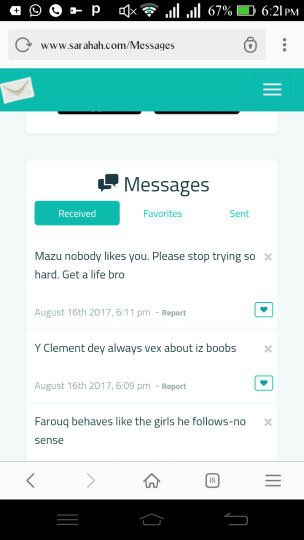 67% 6:21 PM
www.sarahah.com/Messages
Messages
Received Favorites Sent
Mazu nobody likes you. Please stop trying so
hard. Get a life bro
August 16th 2017, 6:11 pm - Report
Y Clement dey always vex about iz boobs
August 16th 2017, 6:09 pm - Report
Farouq behaves like the girls he follows-no
sense
18